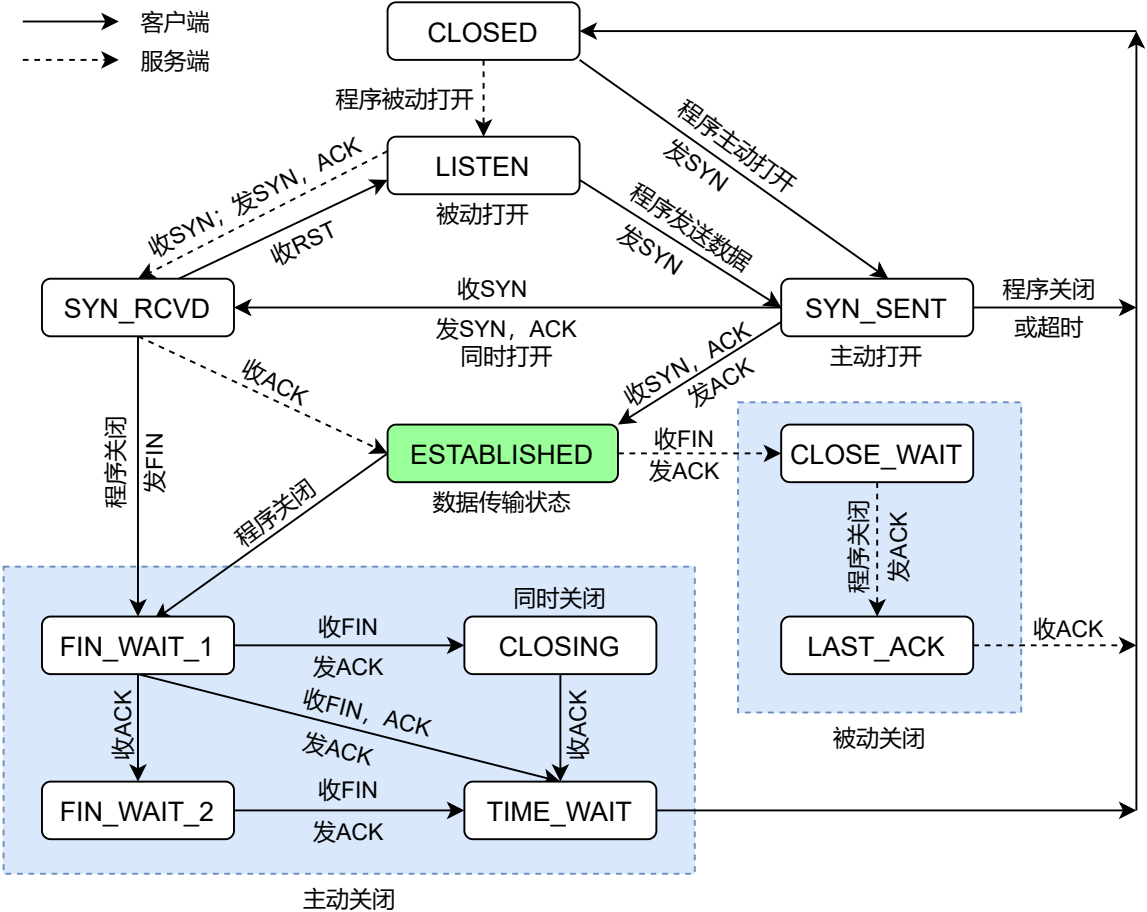 客户端
服务端
CLOSED
程序被动打开
程序主动打开
发SYN
LISTEN
被动打开
收SYN；发SYN，ACK
收RST
程序发送数据
发SYN
SYN_RCVD
收SYN
发SYN，ACK
同时打开
SYN_SENT
主动打开
程序关闭
或超时
收ACK
收SYN，ACK
发ACK
程序关闭
发FIN
ESTABLISHED
数据传输状态
收FIN
发ACK
CLOSE_WAIT
程序关闭
程序关闭
发ACK
同时关闭
FIN_WAIT_1
收FIN
发ACK
CLOSING
LAST_ACK
收ACK
收ACK
收FIN，ACK
发ACK
收ACK
被动关闭
FIN_WAIT_2
收FIN
发ACK
TIME_WAIT
主动关闭